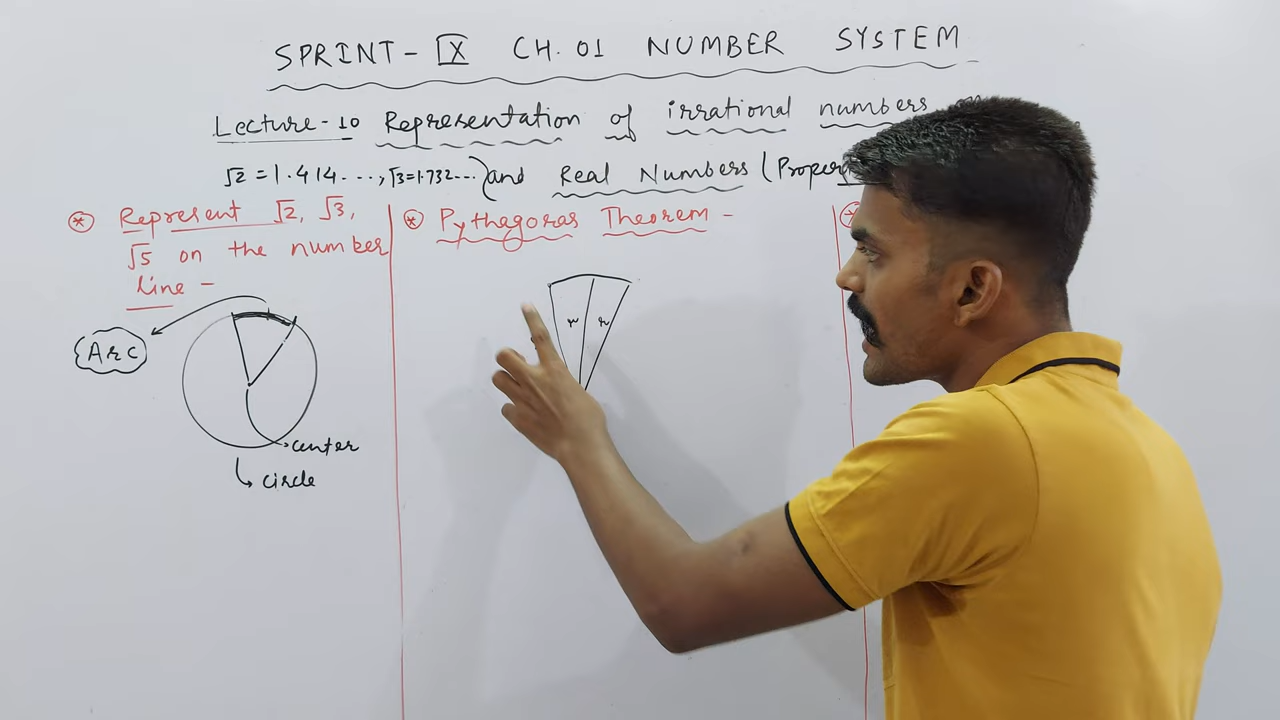 SPRINT- IX CH. 01 NUMBER SYSTEM
Lecture-10 Representation of irrational numbers
√2 = 1.414...., √3=1.732...) and Real Numbers (Proper
* Represent √2, √3,
√5 on the number
line -
Arc
center
circle
* Pythagoras Theorem -
r r